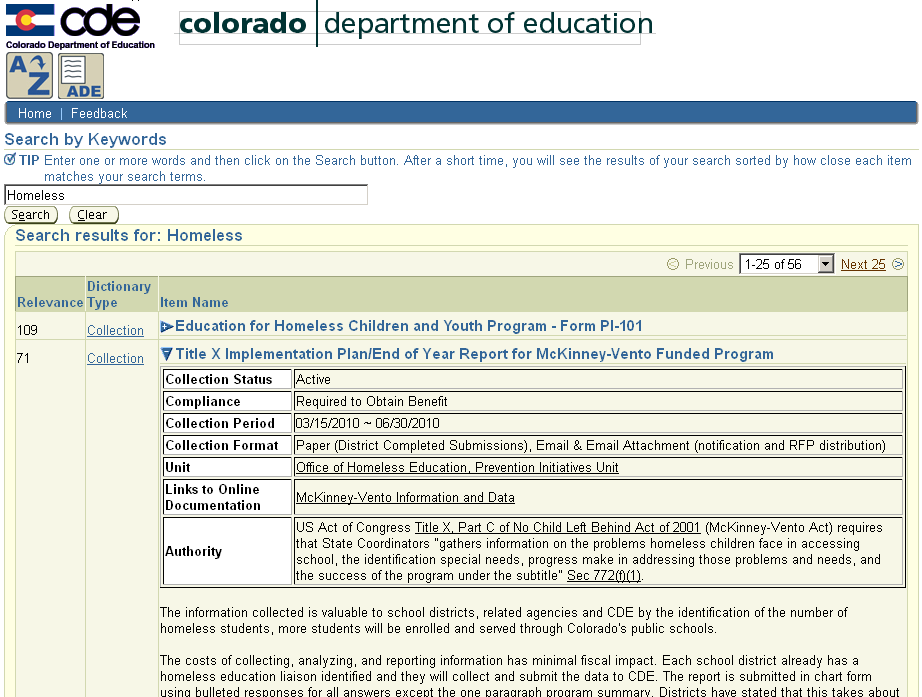 cde
Colorado Department of Education
colorado department of education
A Z
ADE
Home | Feedback
Search by Keywords
TIP Enter one or more words and then click on the Search button. After a short time, you will see the results of your search sorted by how close each item
matches your search terms.
Homeless
Search Clear
Search results for: Homeless
Previous 1-25 of 56 Next 25
Relevance Dictionary Type Item Name
109 Collection Education for Homeless Children and Youth Program - Form PI-101
71 Collection Title X Implementation Plan/End of Year Report for McKinney-Vento Funded Program
Collection Status Active
Compliance Required to Obtain Benefit
Collection Period 03/15/2010 ~ 06/30/2010
Collection Format Paper (District Completed Submissions), Email & Email Attachment (notification and RFP distribution)
Unit Office of Homeless Education, Prevention Initiatives Unit
Links to Online
Documentation McKinney-Vento Information and Data
Authority
US Act of Congress Title X, Part C of No Child Left Behind Act of 2001 (McKinney-Vento Act) requires
that State Coordinators "gathers information on the problems homeless children face in accessing
school, the identification special needs, progress make in addressing those problems and needs, and
the success of the program under the subtitle" Sec 772(f)(1).
The information collected is valuable to school districts, related agencies and CDE by the identification of the number of
homeless students, more students will be enrolled and served through Colorado's public schools.
The costs of collecting, analyzing, and reporting information has minimal fiscal impact. Each school district already has a
homeless education liaison identified and they will collect and submit the data to CDE. The report is submitted in chart form
using bulleted responses for all answers except the one paragraph program summary. Districts have stated that this takes about